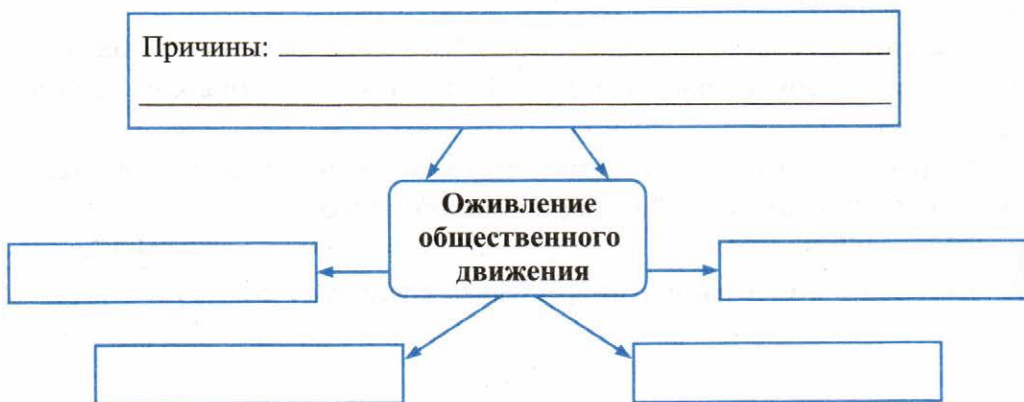 Причины:
Оживление
общественного
движения